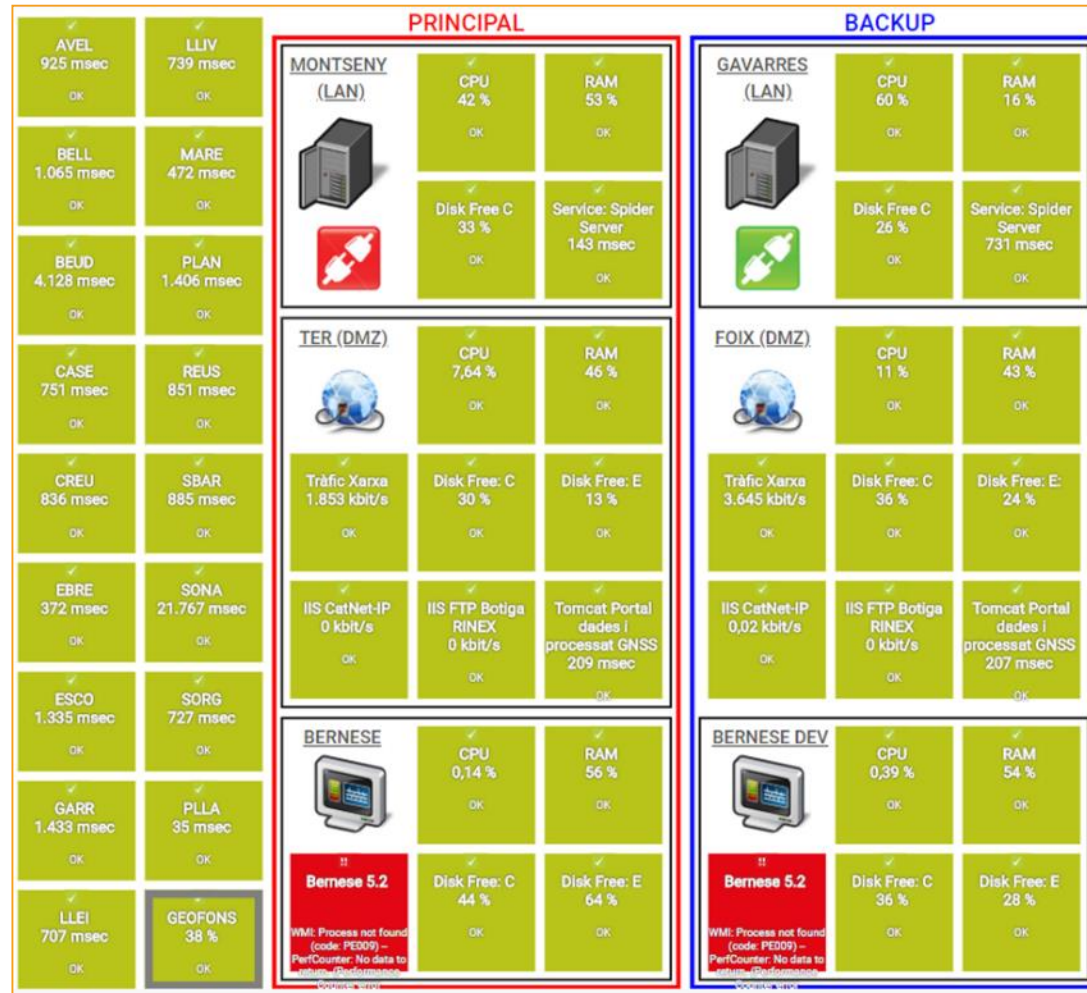 AVEL
925 msec
OK
LLIV
739 msec
OK
BELL
1.065 msec
OK
MARE
472 msec
OK
BEUD
4.128 msec
OK
PLAN
1.406 msec
OK
CASE
751 msec
OK
REUS
851 msec
OK
CREU
836 msec
OK
SBAR
885 msec
OK
EBRE
372 msec
OK
SONA
21.767 msec
OK
ESCO
1.335 msec
OK
SORG
727 msec
OK
GARR
1.433 msec
OK
PLLA
35 msec
OK
LLEI
707 msec
OK
GEOFONS
38 %
OK
PRINCIPAL
MONTSENY
(LAN)
CPU
42 %
OK
RAM
53 %
OK
Disk Free C
33 %
OK
Service: Spider
Server
143 msec
OK
TER (DMZ)
CPU
7,64 %
OK
RAM
46 %
OK
Tràfic Xarxa
1.853 kbit/s
OK
Disk Free: C
30 %
OK
Disk Free: E
13 %
OK
IIS CatNet-IP
0 kbit/s
OK
IIS FTP Botiga
RINEX
0 kbit/s
OK
Tomcat Portal
dades i
processat GNSS
209 msec
OK
BERNESE
CPU
0,14 %
OK
RAM
56 %
OK
!!
Bernese 5.2
WMI: Process not found
(code: PE009) –
PerfCounter: No data to
return. (Performance
Counter error
Disk Free: C
44 %
OK
Disk Free: E
64 %
OK
BACKUP
GAVARRES
(LAN)
CPU
60 %
OK
RAM
16 %
OK
Disk Free C
26 %
OK
Service: Spider
Server
731 msec
OK
FOIX (DMZ)
CPU
11 %
OK
RAM
43 %
OK
Tràfic Xarxa
3.645 kbit/s
OK
Disk Free: C
36 %
OK
Disk Free: E:
24 %
OK
IIS CatNet-IP
0,02 kbit/s
OK
IIS FTP Botiga
RINEX
0 kbit/s
OK
Tomcat Portal
dades i
processat GNSS
207 msec
OK
BERNESE DEV
CPU
0,39 %
OK
RAM
54 %
OK
!!
Bernese 5.2
WMI: Process not found
(code: PE009) –
PerfCounter: No data to
return. (Performance
Counter error
Disk Free: C
36 %
OK
Disk Free: E
28 %
OK